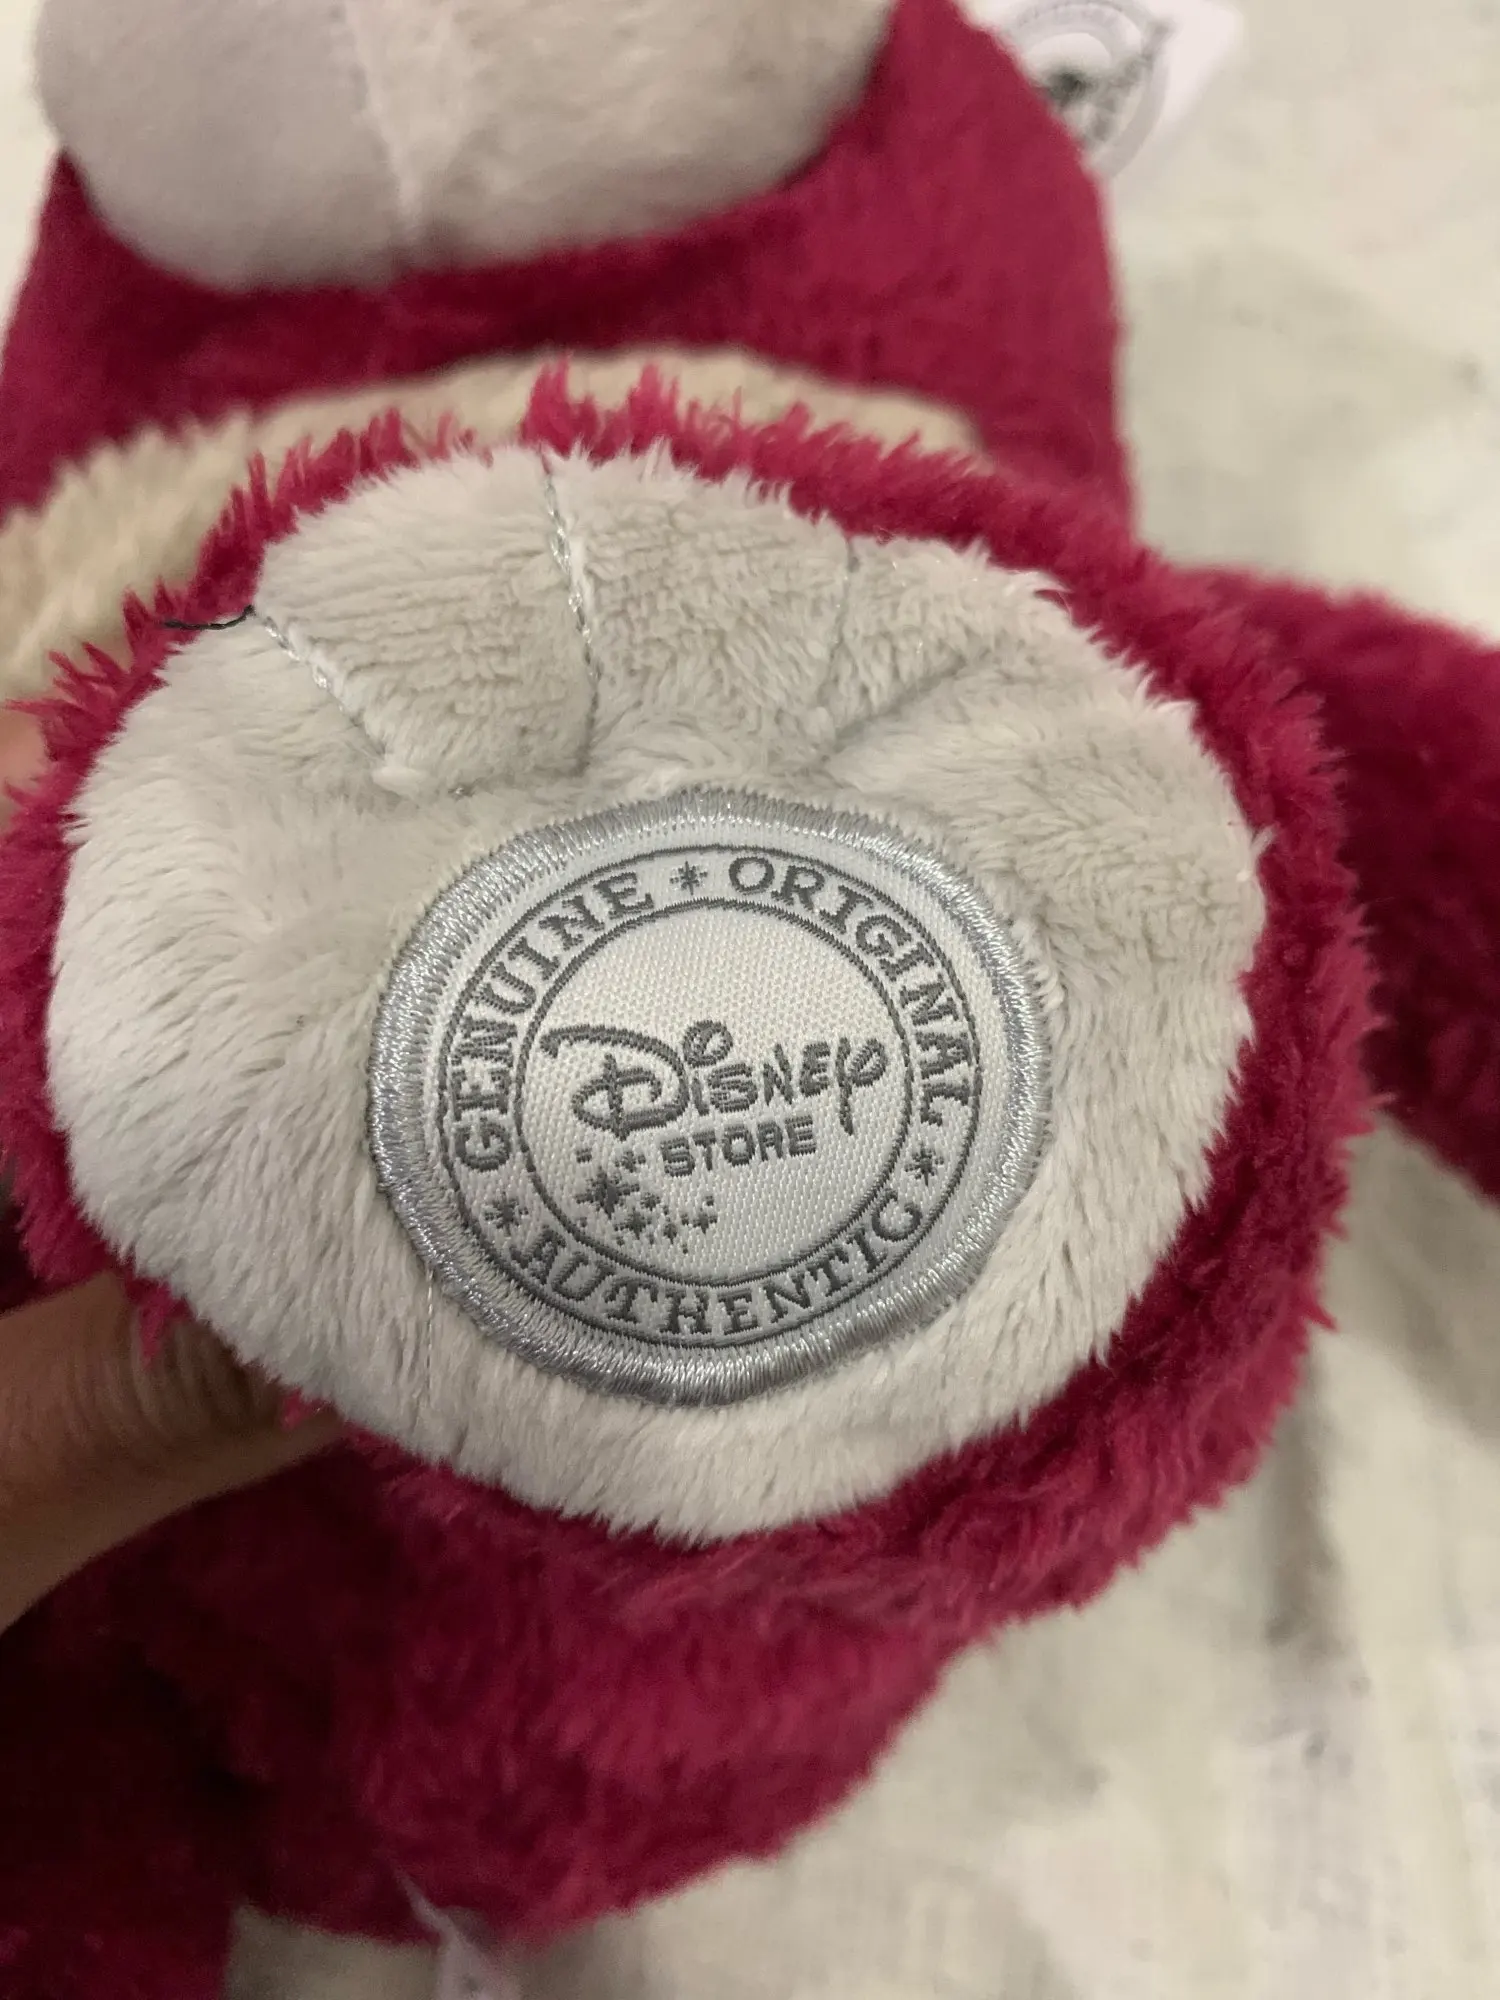 GENUINE * ORIGINAL * AUTHENTIC *
Disney
STORE